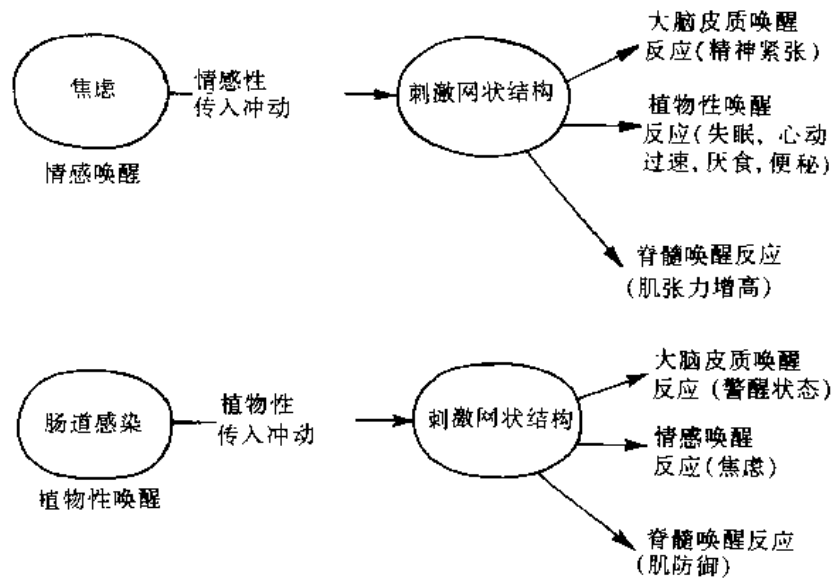 焦虑
情感性
传入冲动
情感唤醒
刺激网状结构
大脑皮质唤醒
反应(精神紧张)
植物性唤醒
反应(失眠, 心动
过速, 厌食, 便秘)
脊髓唤醒反应
(肌张力增高)
肠道感染
植物性
传入冲动
植物性唤醒
刺激网状结构
大脑皮质唤醒
反应 (警醒状态)
情感唤醒
反应(焦虑)
脊髓唤醒反应
(肌防御)